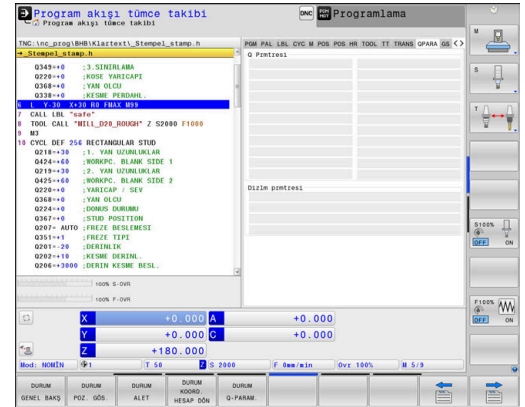 Program akışı tümce takibi
Program akışı tümce takibi
DNC
Programlama
TNC:\nc_prog\BHB\Klartext\_Stempel_stamp.h
→_Stempel_stamp.h
Q349=+0 ;3.SINIRLAMA
Q220=+0 ;KOSE YARICAPI
Q368=+0 ;YAN OLCU
Q338=+0 ;KESME PERDAHL.
6 L Y-30 X+30 R0 FMAX M99
7 CALL LBL "safe"
8 TOOL CALL "MILL_D20_ROUGH" Z S2000 F1000
9 M3
10 CYCL DEF 256 RECTANGULAR STUD
Q218=+30 ;1. YAN UZUNLUKLAR
Q424=+60 ;WORKPC. BLANK SIDE 1
Q219=+30 ;2. YAN UZUNLUKLAR
Q425=+60 ;WORKPC. BLANK SIDE 2
Q220=+0 ;YARICAP / SEV
Q368=+0 ;YAN OLCU
Q224=+0 ;DONUS DURUMU
Q367=+0 ;STUD POSITION
Q207= AUTO ;FREZE BESLEMESI
Q351=+1 ;FREZE TIPI
Q201=-20 ;DERINLIK
Q202=+10 ;KESME DERINL.
Q206=+3000 ;DERIN KESME BESL.
PGM PAL LBL CYC M POS POS HR TOOL TT TRANS QPARA GS
Q Prmtresi
Dizim prmtresi
100% S-OVR
100% F-OVR
X +0.000 A +0.000
Y +0.000 C +0.000
Z +180.000
Mod: NOMİN 1 T 50 Z S 2000 F 0mm/min Ovr 100% M 5/9
DURUM GENEL BAKŞ
DURUM POZ. GÖS.
DURUM ALET
DURUM KOORD. HESAP DÖN
DURUM Q-PARAM.
M
S
T
S100%
OFF ON
F100%
OFF ON